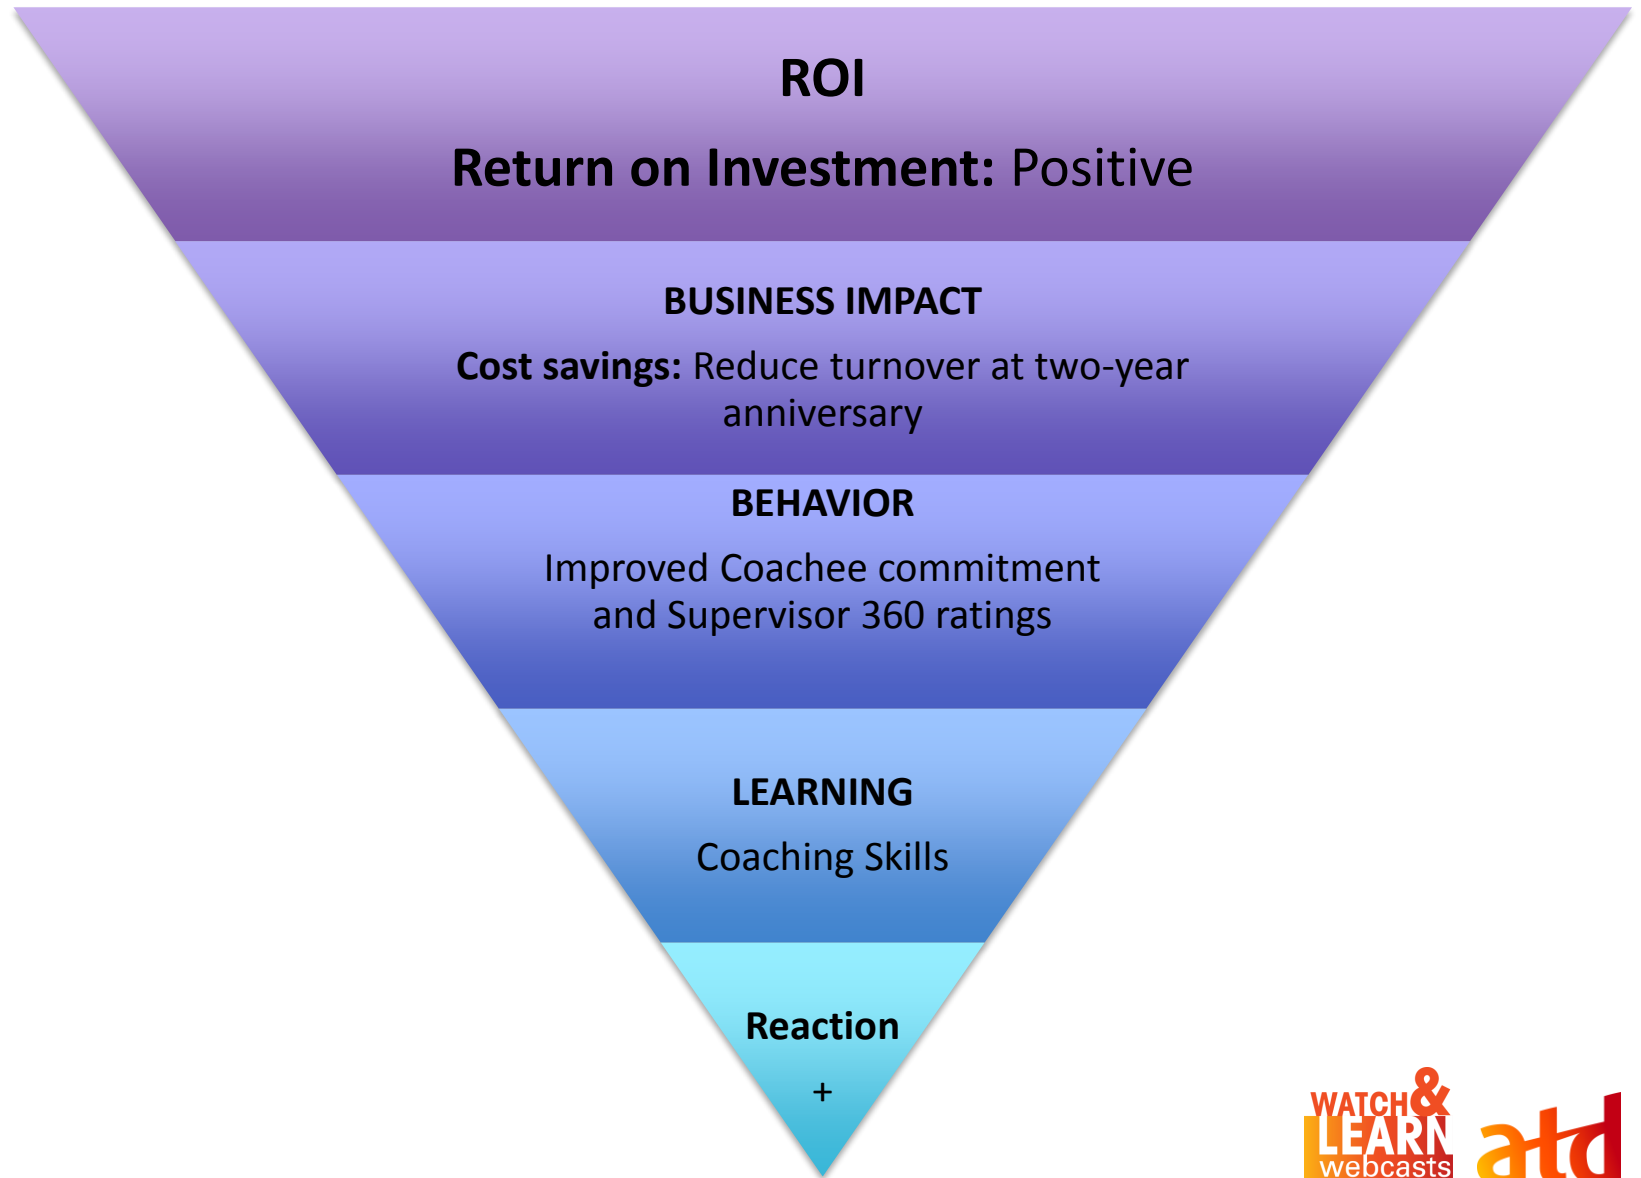 ROI
Return on Investment: Positive
BUSINESS IMPACT
Cost savings: Reduce turnover at two-year
anniversary
BEHAVIOR
Improved Coachee commitment
and Supervisor 360 ratings
LEARNING
Coaching Skills
Reaction
+
WATCH&
LEARN
webcasts
atd